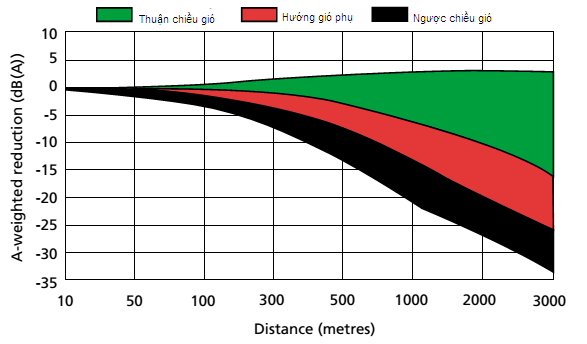 Thuận chiều gió Hướng gió phụ Ngược chiều gió
A-weighted reduction (dB(A))
10
5
0
-5
-10
-15
-20
-25
-30
-35
10 50 100 300 500 1000 2000 3000
Distance (metres)